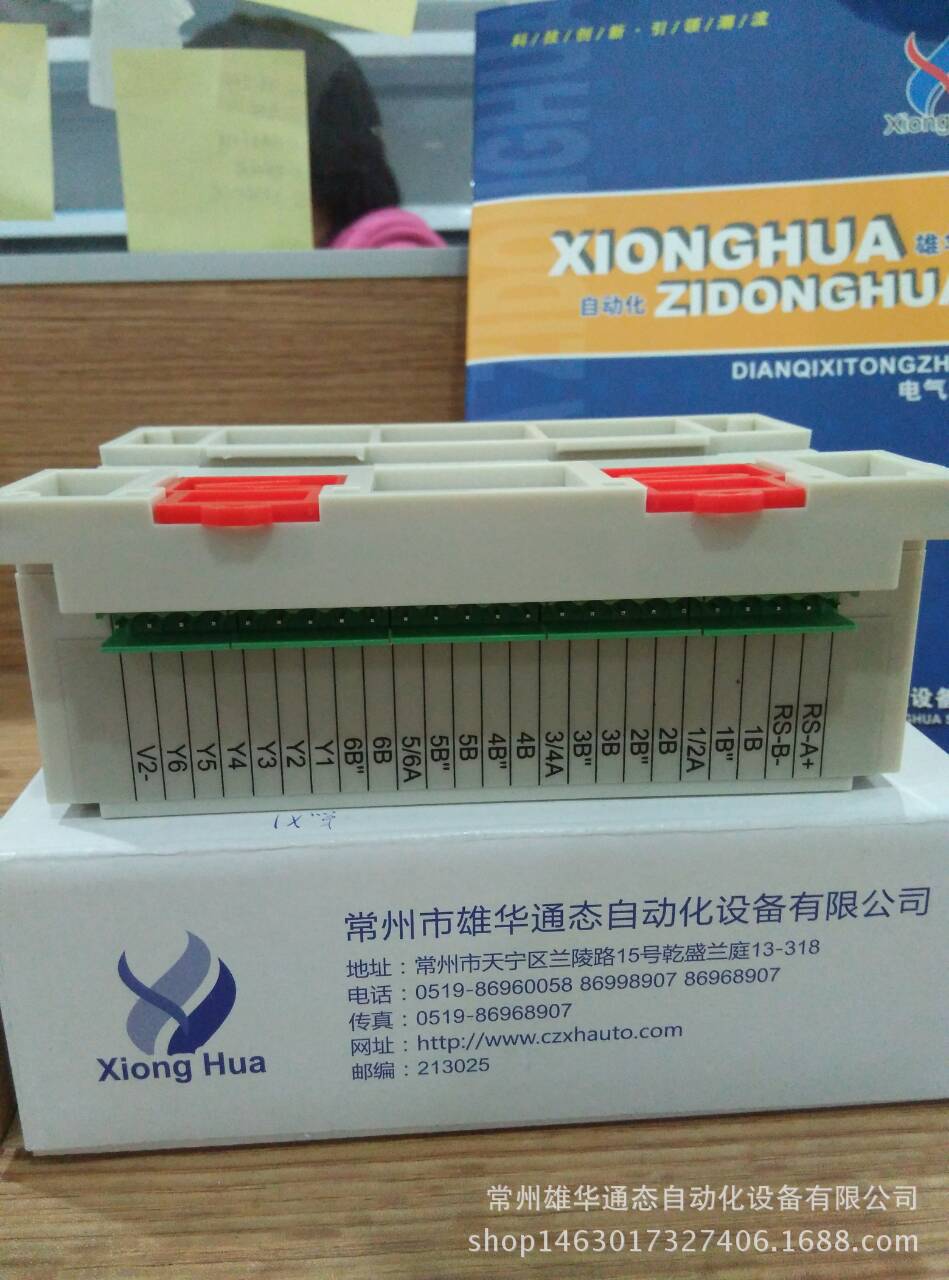 科/技/创/新·引/领/潮/流
XIONGHUA
自动化 ZIDONGHUA
DIANQIXITONGZH
电气
V2-
Y6
Y5
Y4
Y3
Y2
Y1
6B"
6B
5/6A
5B"
5B
4B"
4B
3/4A
3B"
3B
2B"
2B
1/2A
1B"
1B
RS-B-
RS-A+
设备
HUA S
常州市雄华通态自动化设备有限公司
地址：常州市天宁区兰陵路15号乾盛兰庭13-318
电话：0519-86960058 86998907 86968907
传真：0519-86968907
网址：http://www.czxhauto.com
邮编：213025
Xiong Hua
常州雄华通态自动化设备有限公司
shop1463017327406.1688.com